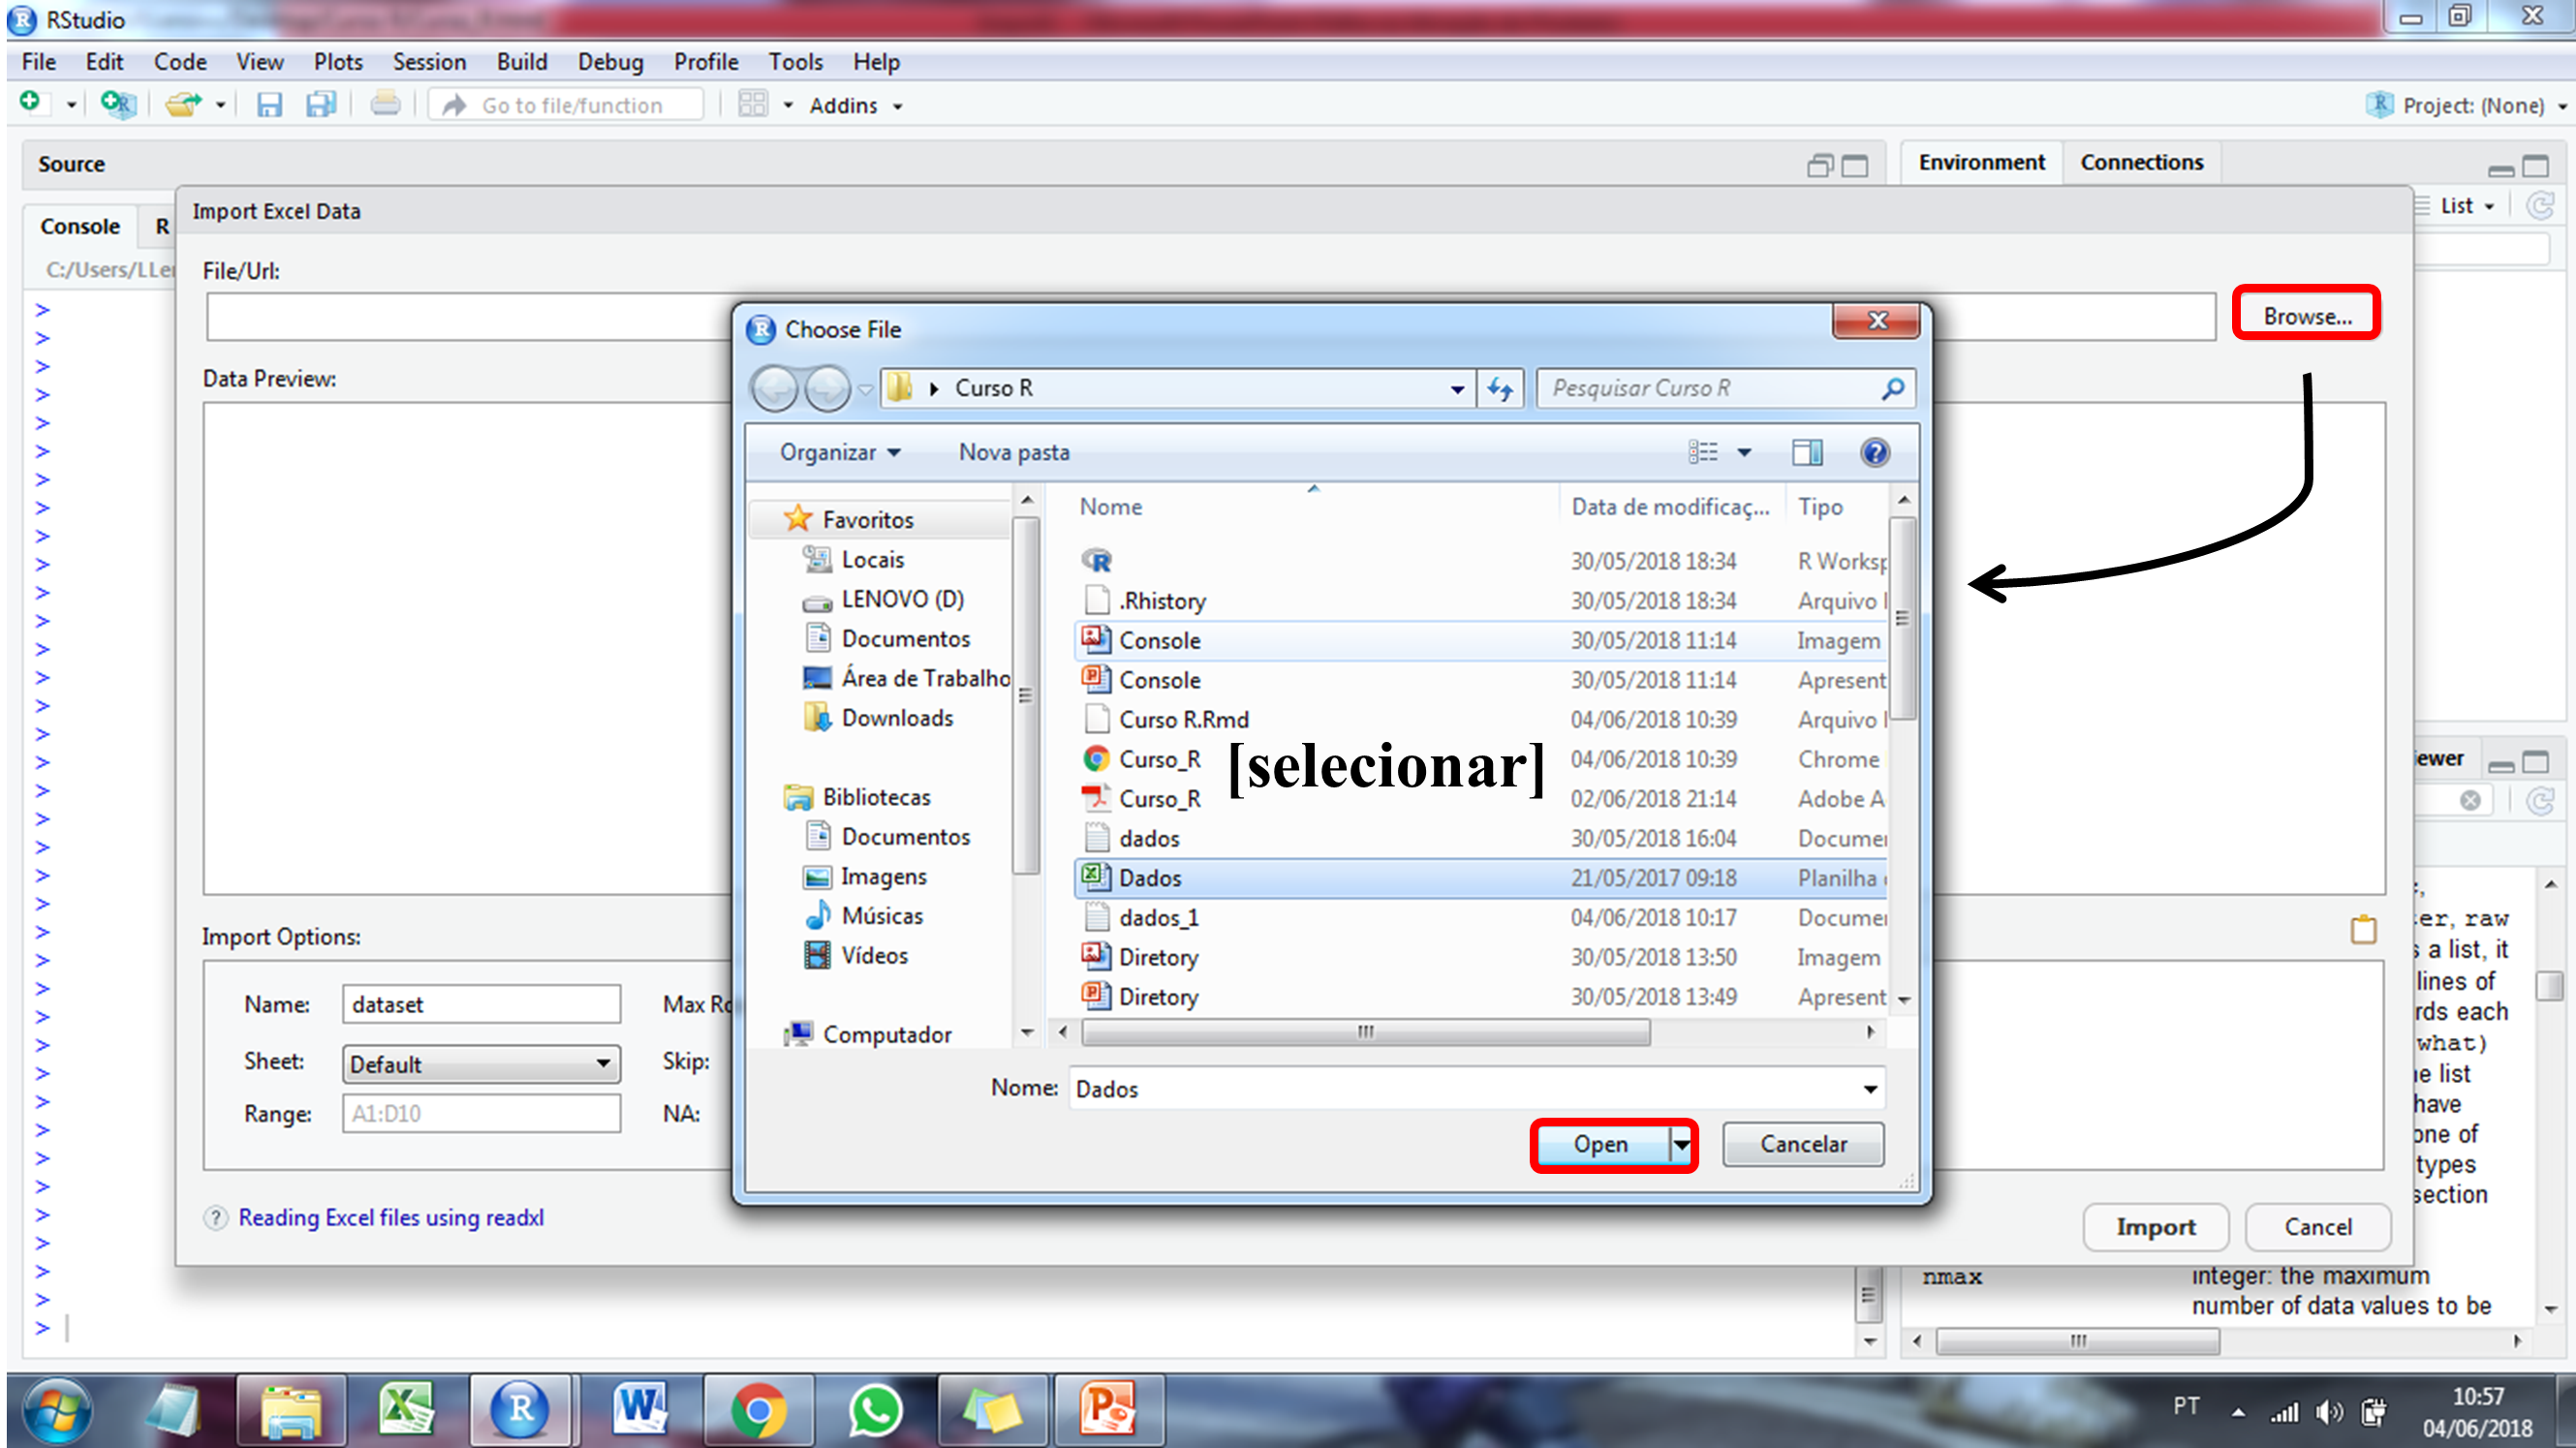 RStudio
File Edit Code View Plots Session Build Debug Profile Tools Help
Go to file/function Addins Project: (None)
Source Environment Connections
Import Excel Data
Console R List
C:/Users/LLe
File/Url:
Browse...
Choose File
Curso R Pesquisar Curso R
Data Preview:
Organizar Nova pasta
Nome Data de modificaç... Tipo
Favoritos
Locais
LENOVO (D)
Documentos
Área de Trabalho
Downloads
Bibliotecas
Documentos
Imagens
Músicas
Vídeos
Computador
30/05/2018 18:34 R Worksp
.Rhistory 30/05/2018 18:34 Arquivo
Console 30/05/2018 11:14 Imagem
Console 30/05/2018 11:14 Apresent
Curso R.Rmd 04/06/2018 10:39 Arquivo
Curso_R 04/06/2018 10:39 Chrome
Curso_R 02/06/2018 21:14 Adobe A
dados 30/05/2018 16:04 Docume
Dados 21/05/2017 09:18 Planilha
dados_1 04/06/2018 10:17 Docume
Diretory 30/05/2018 13:50 Imagem
Diretory 30/05/2018 13:49 Apresent
[selecionar]
Nome: Dados
Open Cancelar
Import Options:
Name: dataset Max Ro
Sheet: Default Skip:
Range: A1:D10 NA:
? Reading Excel files using readxl
Import Cancel
ewer
er, raw
s a list, it
lines of
rds each
what)
e list
have
one of
types
section
nmax integer: the maximum
number of data values to be
PT
10:57
04/06/2018